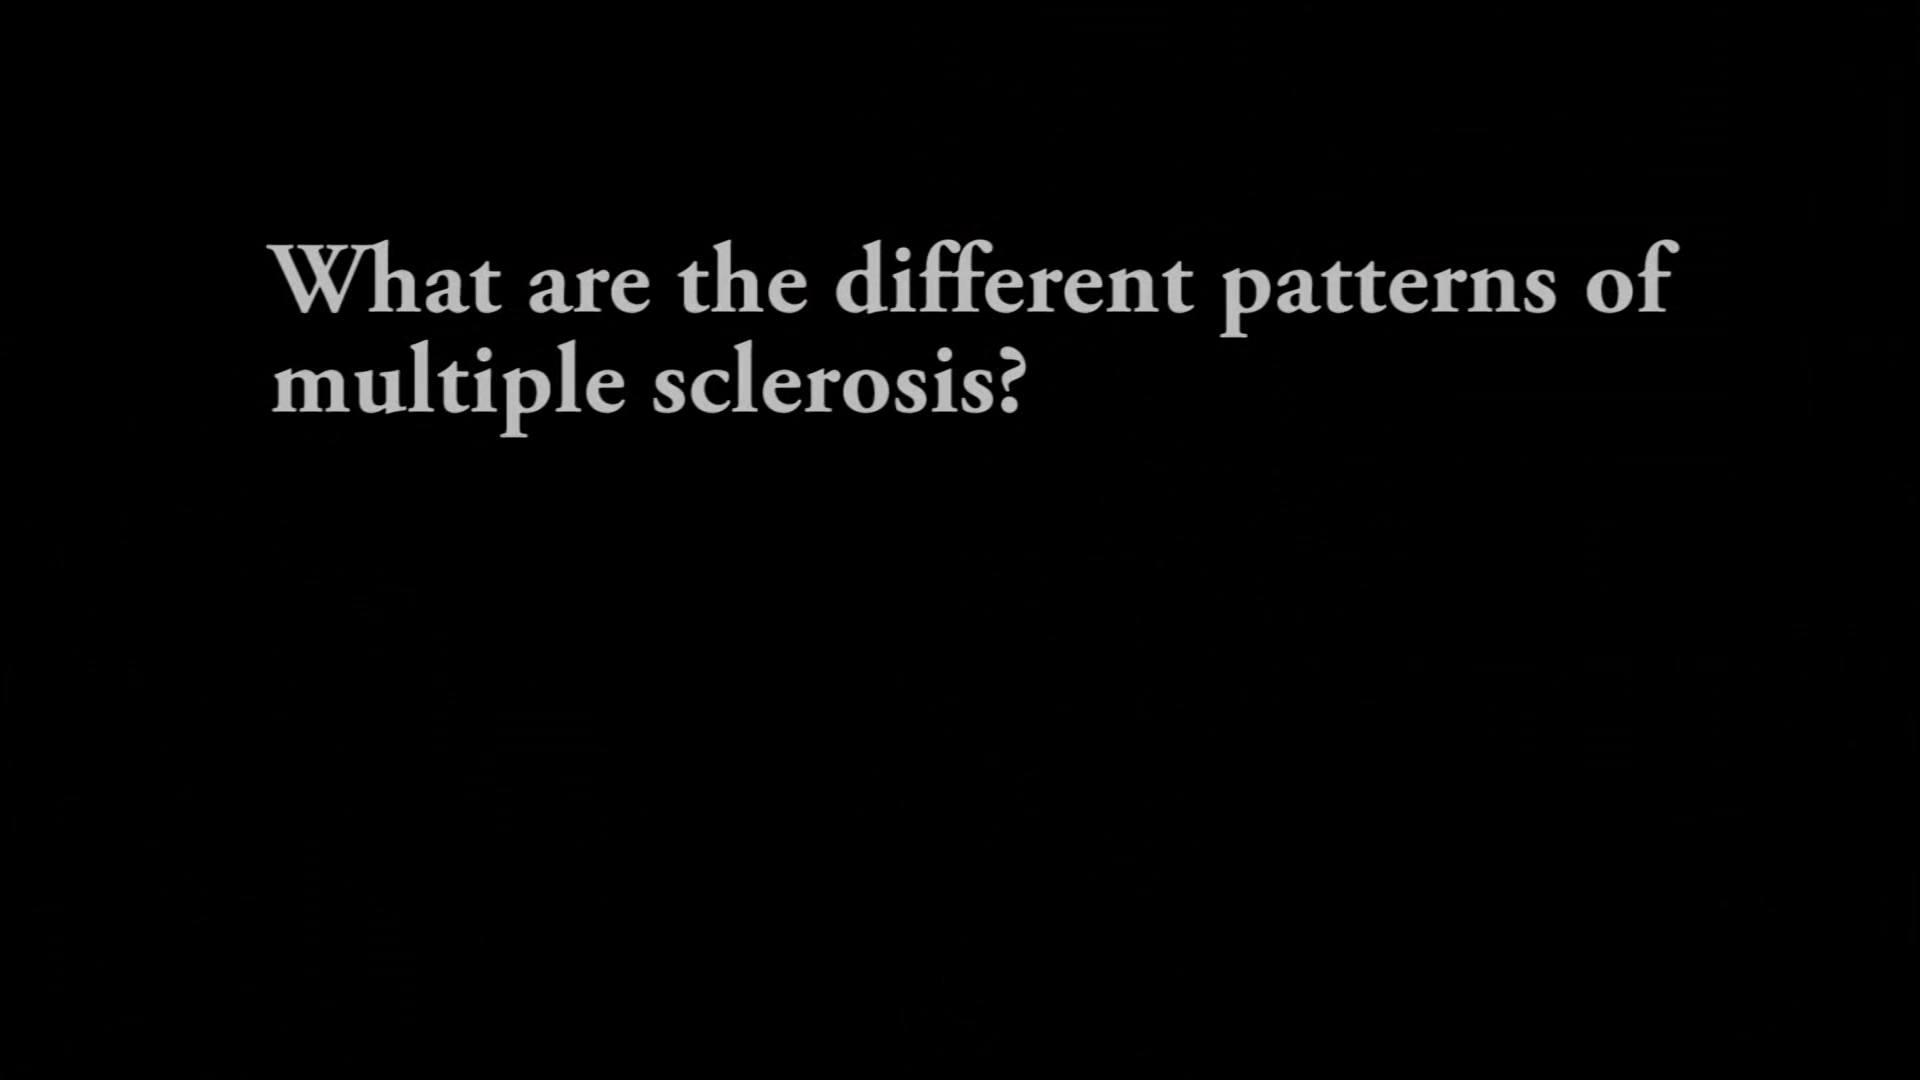 What are the different patterns of
multiple sclerosis?